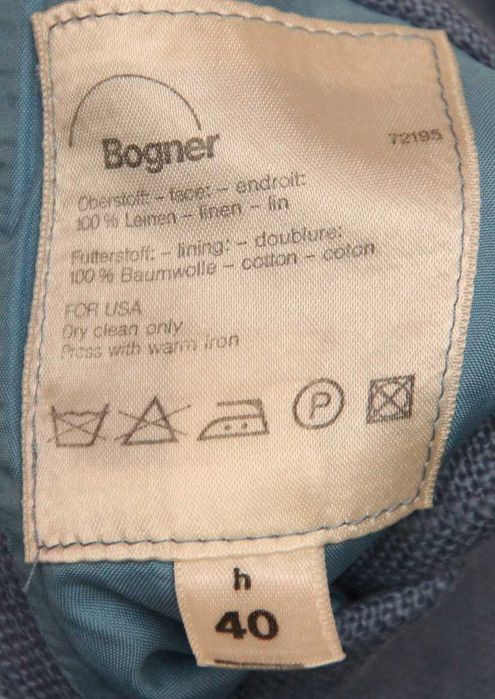 Bogner
72195
Oberstoff: – face: – endroit:
100 % Leinen – linen – lin
Futterstoff: – lining: – doublure:
100 % Baumwolle – cotton – coton
FOR USA
Dry clean only
Press with warm iron
P
h
40